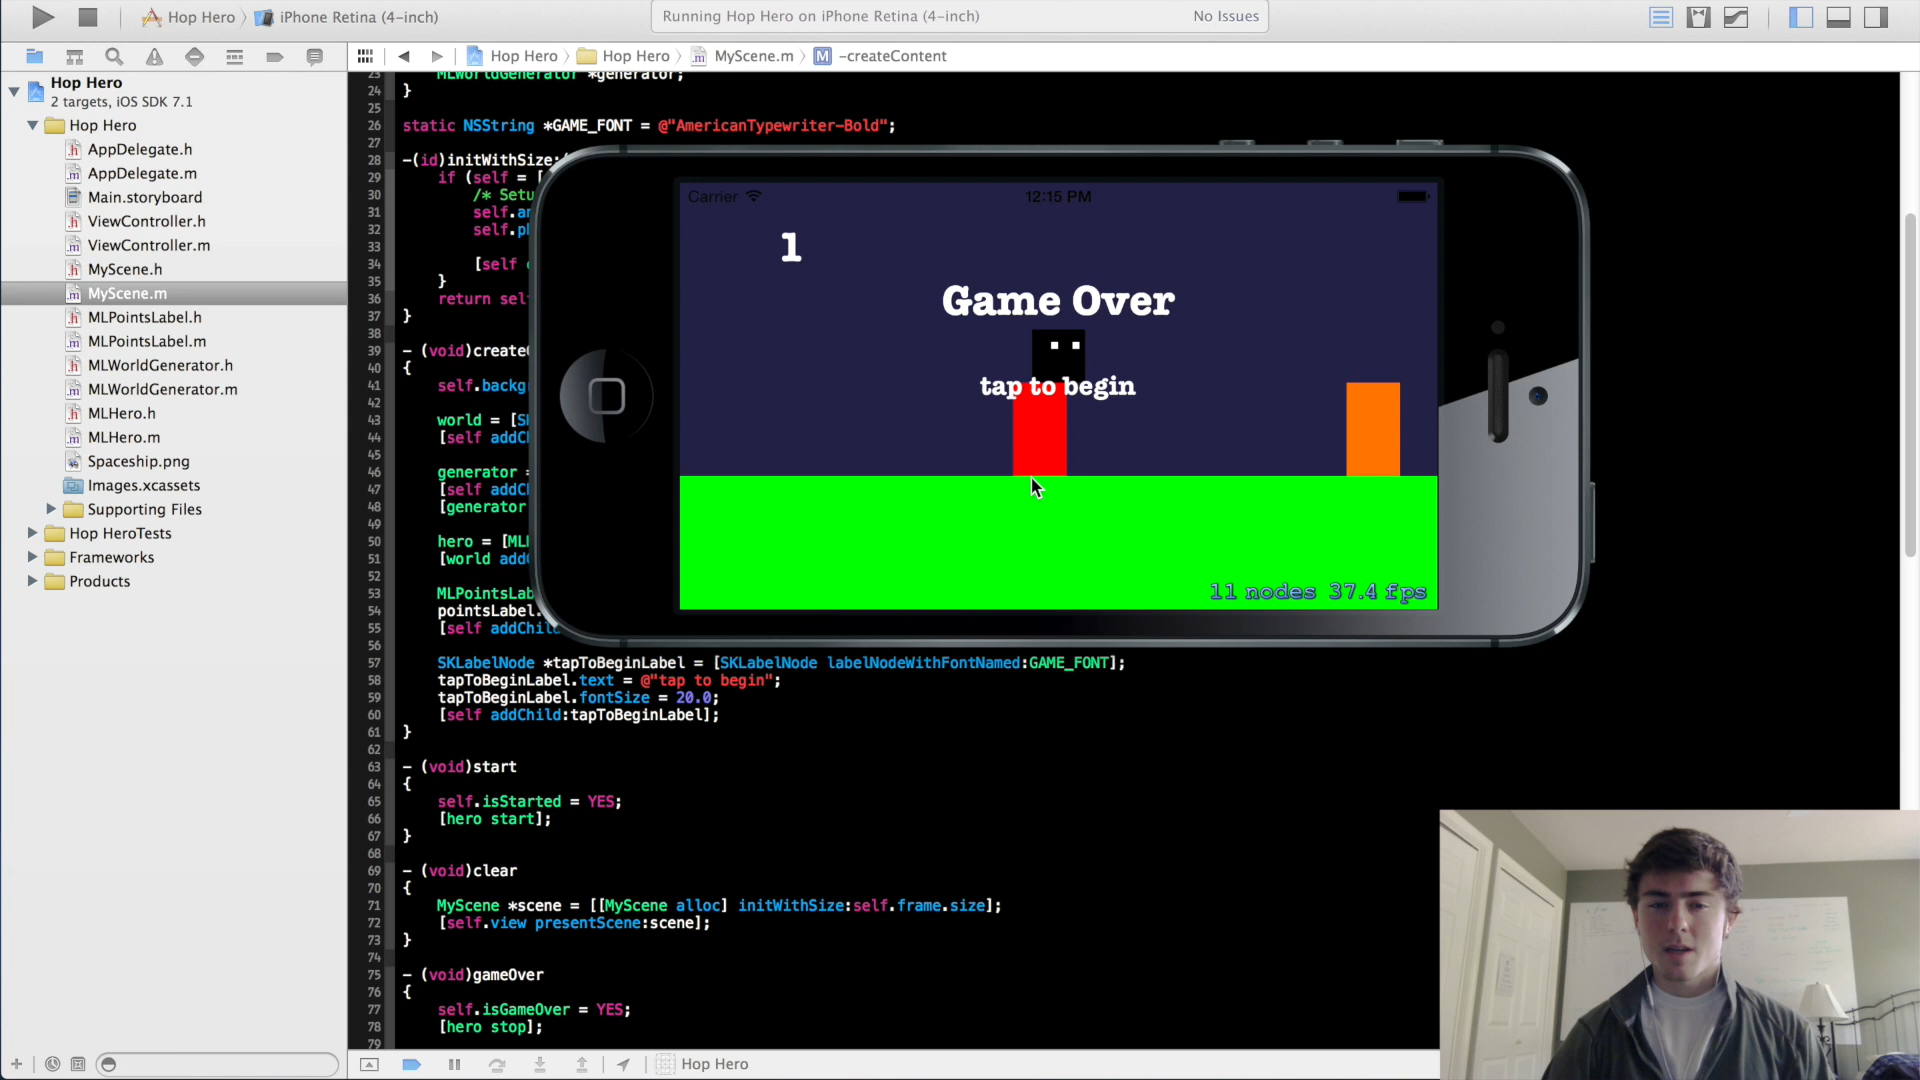 Hop Hero
iPhone Retina (4-inch)
Running Hop Hero on iPhone Retina (4-inch)
No Issues
Hop Hero
Hop Hero
MyScene.m
M
-createContent
Hop Hero
2 targets, iOS SDK 7.1
Hop Hero
AppDelegate.h
AppDelegate.m
Main.storyboard
ViewController.h
ViewController.m
MyScene.h
MyScene.m
MLPointsLabel.h
MLPointsLabel.m
MLWorldGenerator.h
MLWorldGenerator.m
MLHero.h
MLHero.m
Spaceship.png
Images.xcassets
Supporting Files
Hop HeroTests
Frameworks
Products
23 MLWorldGenerator *generator;
24 }
25
26 static NSString *GAME_FONT = @"AmericanTypewriter-Bold";
27
28 -(id)initWithSize:
29 if (self = [
30 /* Setu
31 self.an
32 self.ph
33
34 [self c
35 }
36 return sel
37 }
38
39 - (void)create
40 {
41 self.backg
42
43 world = [S
44 [self addC
45
46 generator =
47 [self addC
48 [generator
49
50 hero = [ML
51 [world add
52
53 MLPointsLab
54 pointsLabel.
55 [self addChild
56
57 SKLabelNode *tapToBeginLabel = [SKLabelNode labelNodeWithFontNamed:GAME_FONT];
58 tapToBeginLabel.text = @"tap to begin";
59 tapToBeginLabel.fontSize = 20.0;
60 [self addChild:tapToBeginLabel];
61 }
62
63 - (void)start
64 {
65 self.isStarted = YES;
66 [hero start];
67 }
68
69 - (void)clear
70 {
71 MyScene *scene = [[MyScene alloc] initWithSize:self.frame.size];
72 [self.view presentScene:scene];
73 }
74
75 - (void)gameOver
76 {
77 self.isGameOver = YES;
78 [hero stop];
79
Carrier
12:15 PM
1
Game Over
tap to begin
11 nodes 37.4 fps
Hop Hero